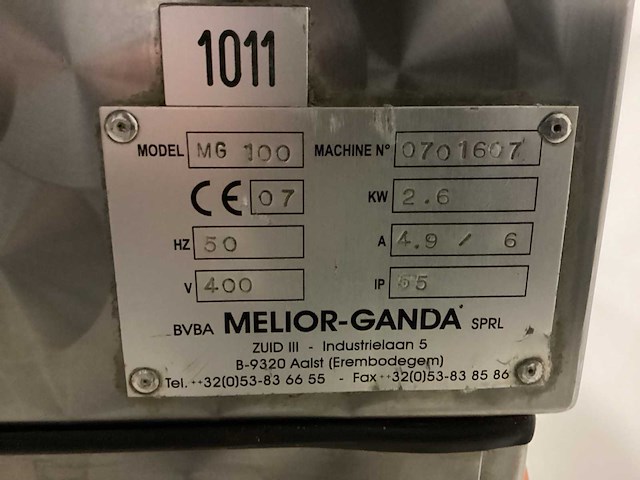 1011
MODEL MG 100 MACHINE N° 0701607
CE 07 KW 2.6
HZ 50 A 4.9 / 6
V 400 IP 55
BVBA MELIOR-GANDA SPRL
ZUID III - Industrielaan 5
B-9320 Aalst (Erembodegem)
Tel. ++32(0)53-83 66 55 - Fax ++32(0)53-83 85 86